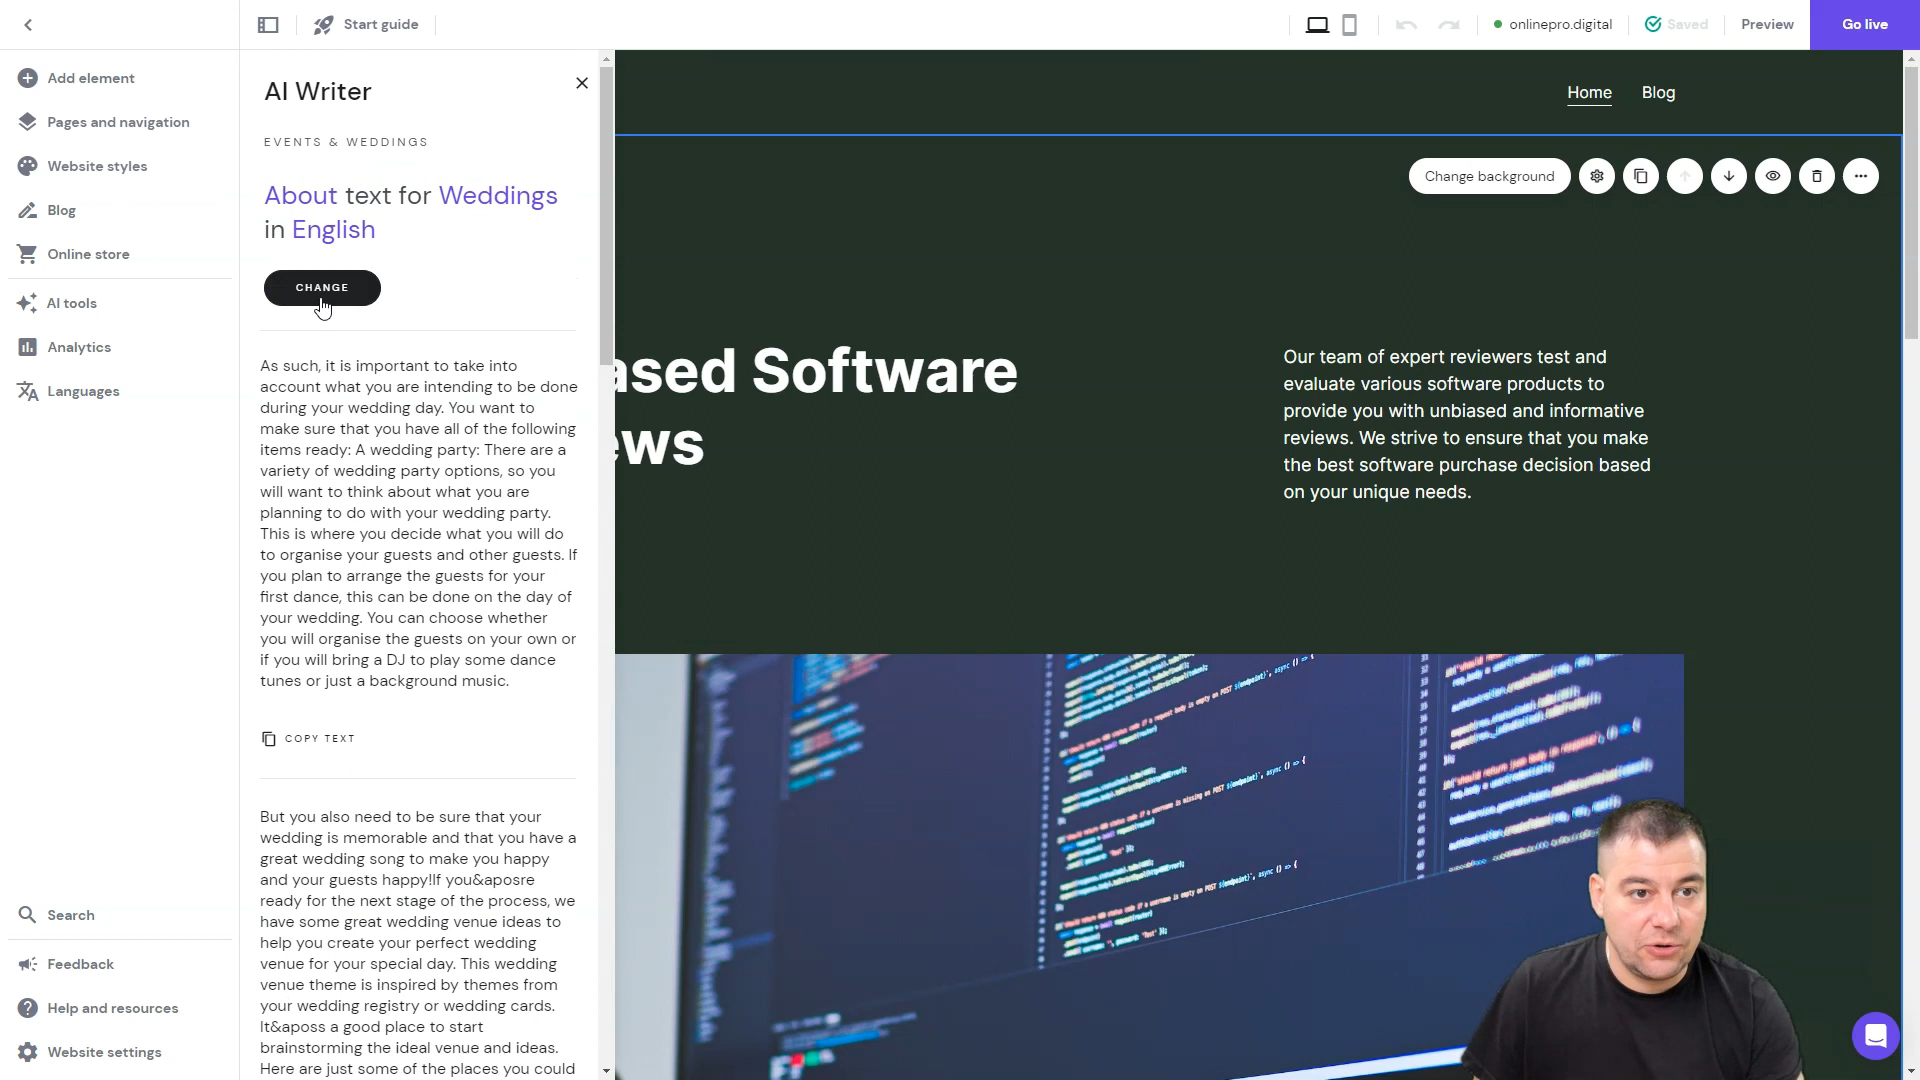 Start guide
onlinepro.digital
Saved
Preview
Go live
Add element
Pages and navigation
Website styles
Blog
Online store
AI tools
Analytics
Languages
Search
Feedback
Help and resources
Website settings
AI Writer
EVENTS & WEDDINGS
About text for Weddings
in English
CHANGE
As such, it is important to take into
account what you are intending to be done
during your wedding day. You want to
make sure that you have all of the following
items ready: A wedding party: There are a
variety of wedding party options, so you
will want to think about what you are
planning to do with your wedding party.
This is where you decide what you will do
to organise your guests and other guests. If
you plan to arrange the guests for your
first dance, this can be done on the day of
your wedding. You can choose whether
you will organise the guests on your own or
if you will bring a DJ to play some dance
tunes or just a background music.
COPY TEXT
But you also need to be sure that your
wedding is memorable and that you have a
great wedding song to make you happy
and your guests happy!If you&aposre
ready for the next stage of the process, we
have some great wedding venue ideas to
help you create your perfect wedding
venue for your special day. This wedding
venue theme is inspired by themes from
your wedding registry or wedding cards.
It&aposs a good place to start
brainstorming the ideal venue and ideas.
Here are just some of the places you could
Home
Blog
Change background
ased Software
ews
Our team of expert reviewers test and
evaluate various software products to
provide you with unbiased and informative
reviews. We strive to ensure that you make
the best software purchase decision based
on your unique needs.